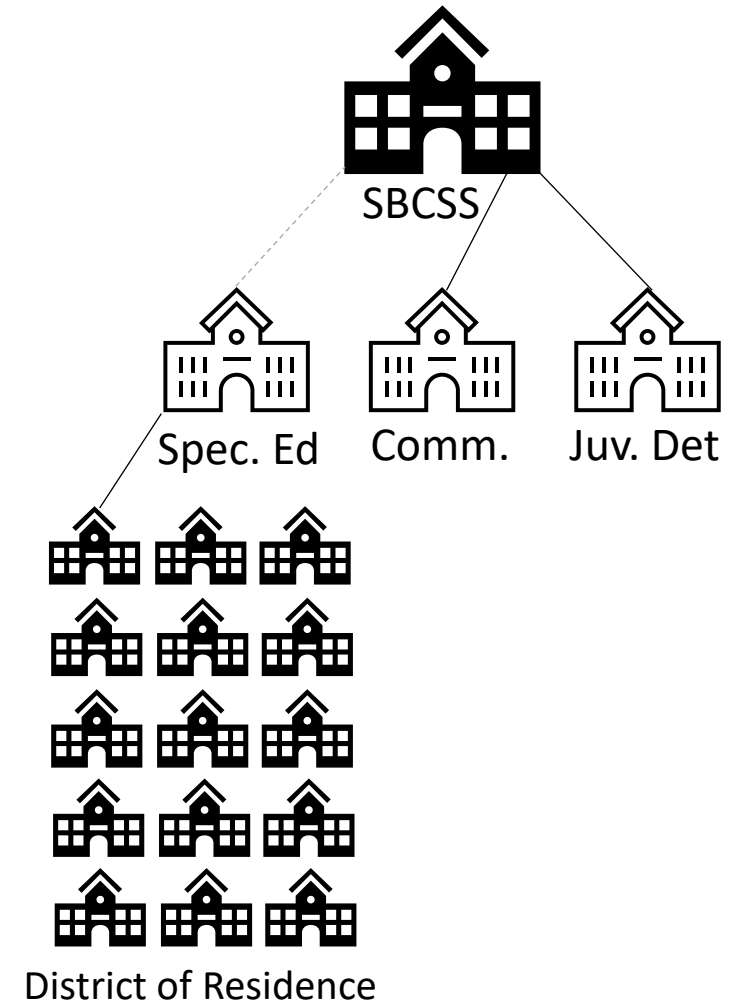 SBCSS
Spec. Ed
Comm.
Juv. Det
District of Residence